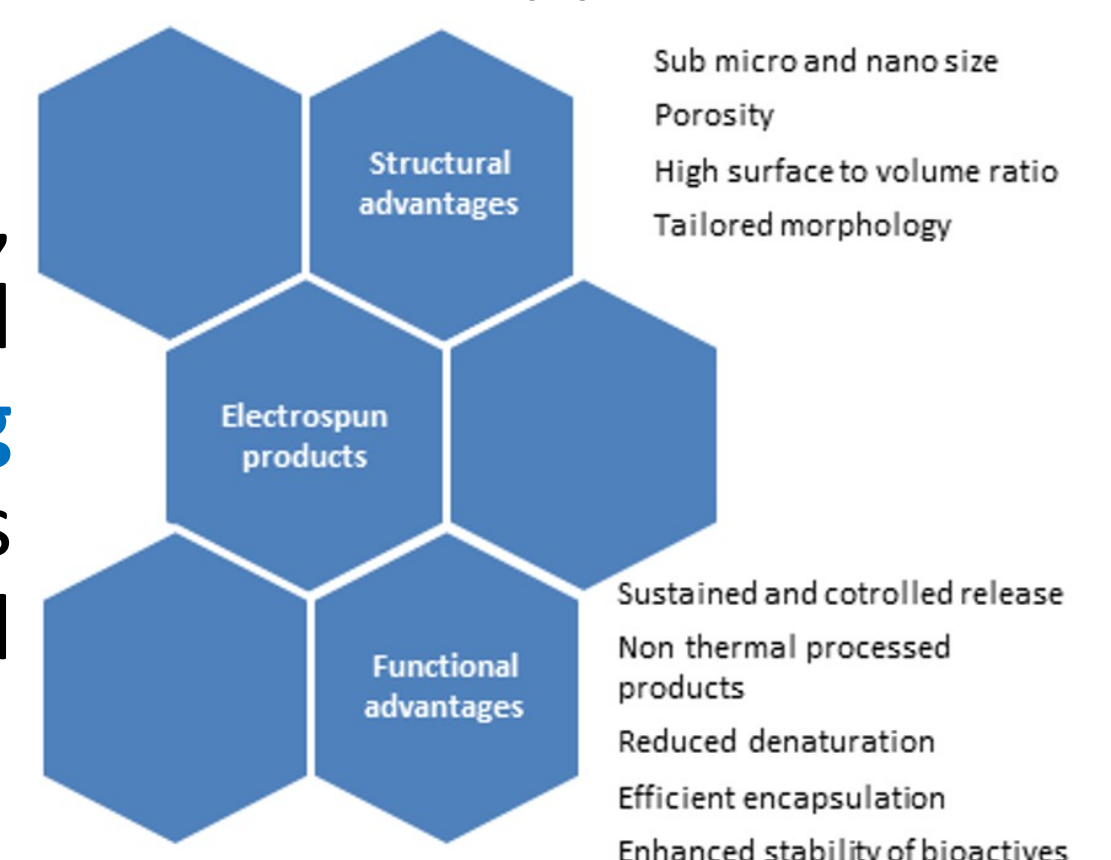 Structural
advantages
Sub micro and nano size
Porosity
High surface to volume ratio
Tailored morphology
Electrospun
products
Functional
advantages
Sustained and cotrolled release
Non thermal processed
products
Reduced denaturation
Efficient encapsulation
Enhanced stability of bioactives